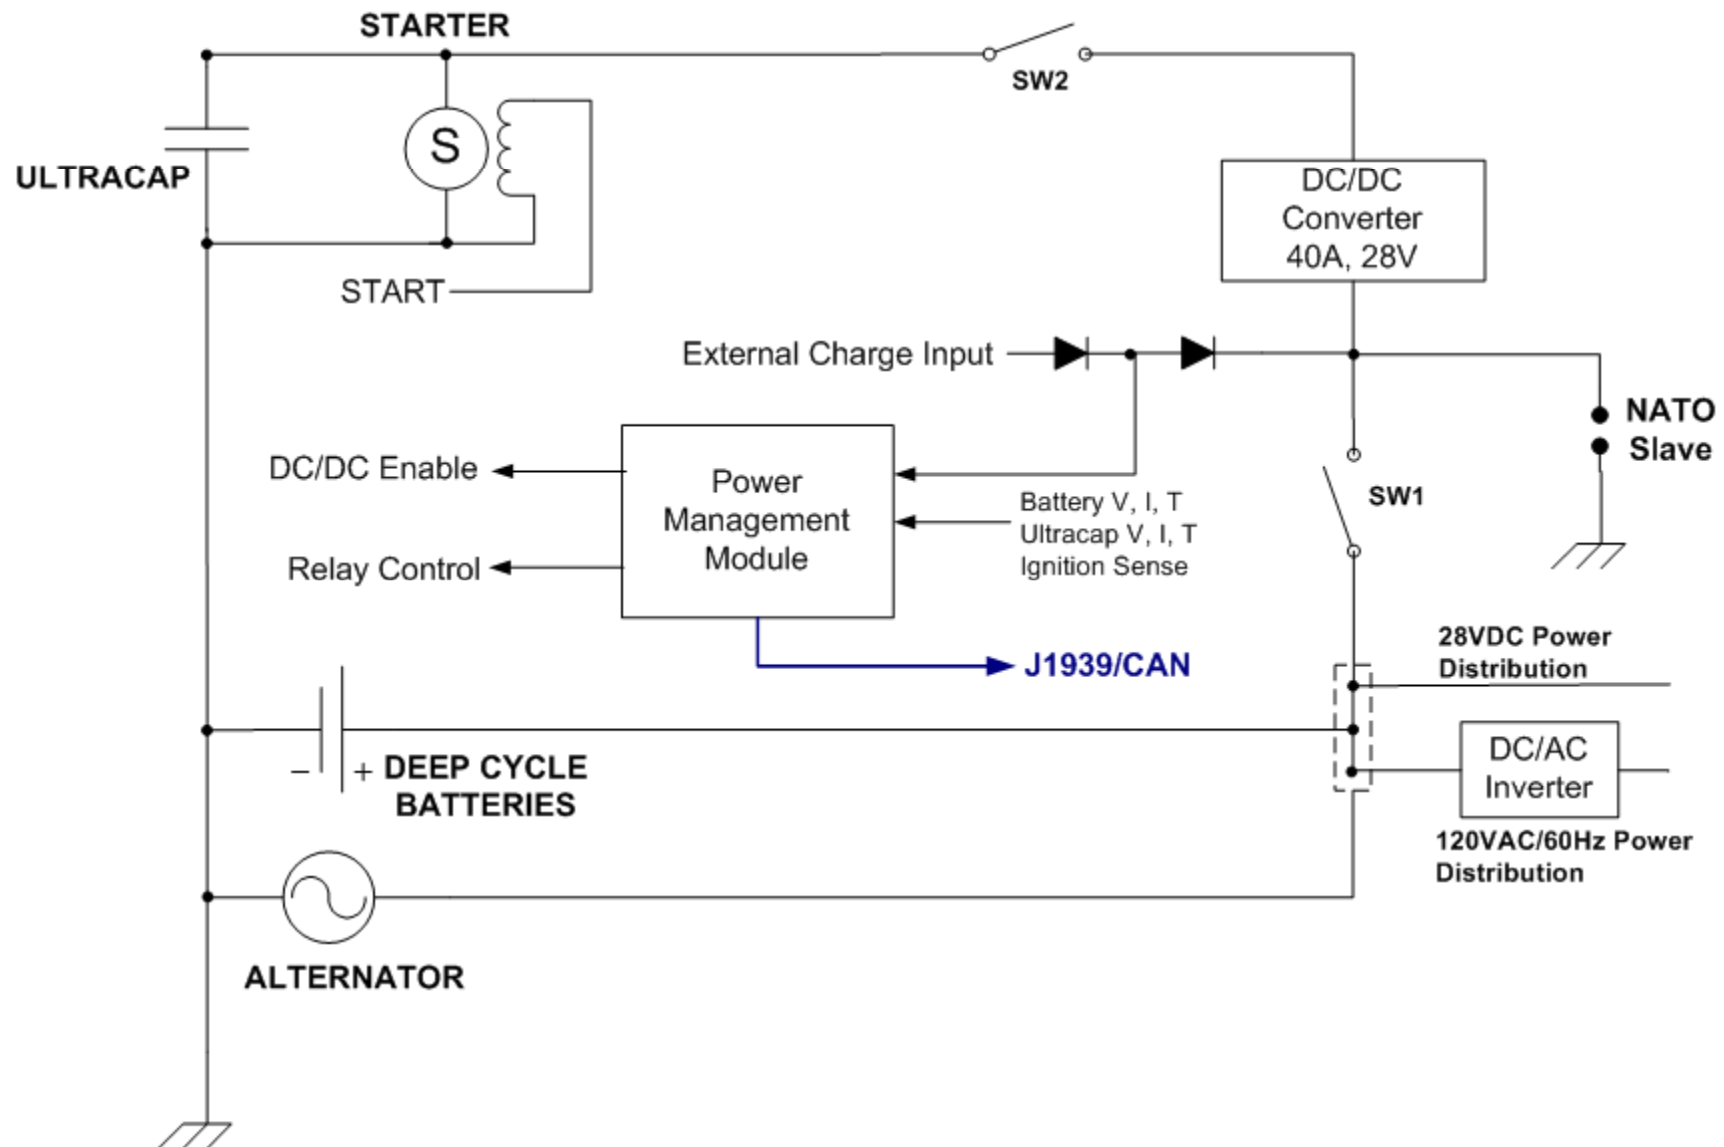 STARTER
SW2
S
ULTRACAP
DC/DC
Converter
40A, 28V
START
External Charge Input
NATO
Slave
DC/DC Enable
Power
Management
Module
Battery V, I, T
Ultracap V, I, T
Ignition Sense
SW1
Relay Control
J1939/CAN
28VDC Power
Distribution
− + DEEP CYCLE
BATTERIES
DC/AC
Inverter
120VAC/60Hz Power
Distribution
ALTERNATOR